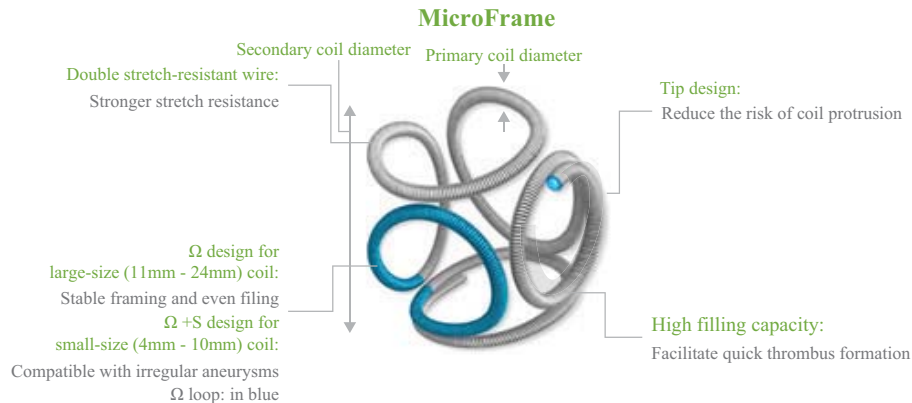 MicroFrame
Secondary coil diameter
Primary coil diameter
Double stretch-resistant wire:
Stronger stretch resistance
Tip design:
Reduce the risk of coil protrusion
Ω design for
large-size (11mm - 24mm) coil:
Stable framing and even filing
Ω +S design for
small-size (4mm - 10mm) coil:
Compatible with irregular aneurysms
Ω loop: in blue
High filling capacity:
Facilitate quick thrombus formation